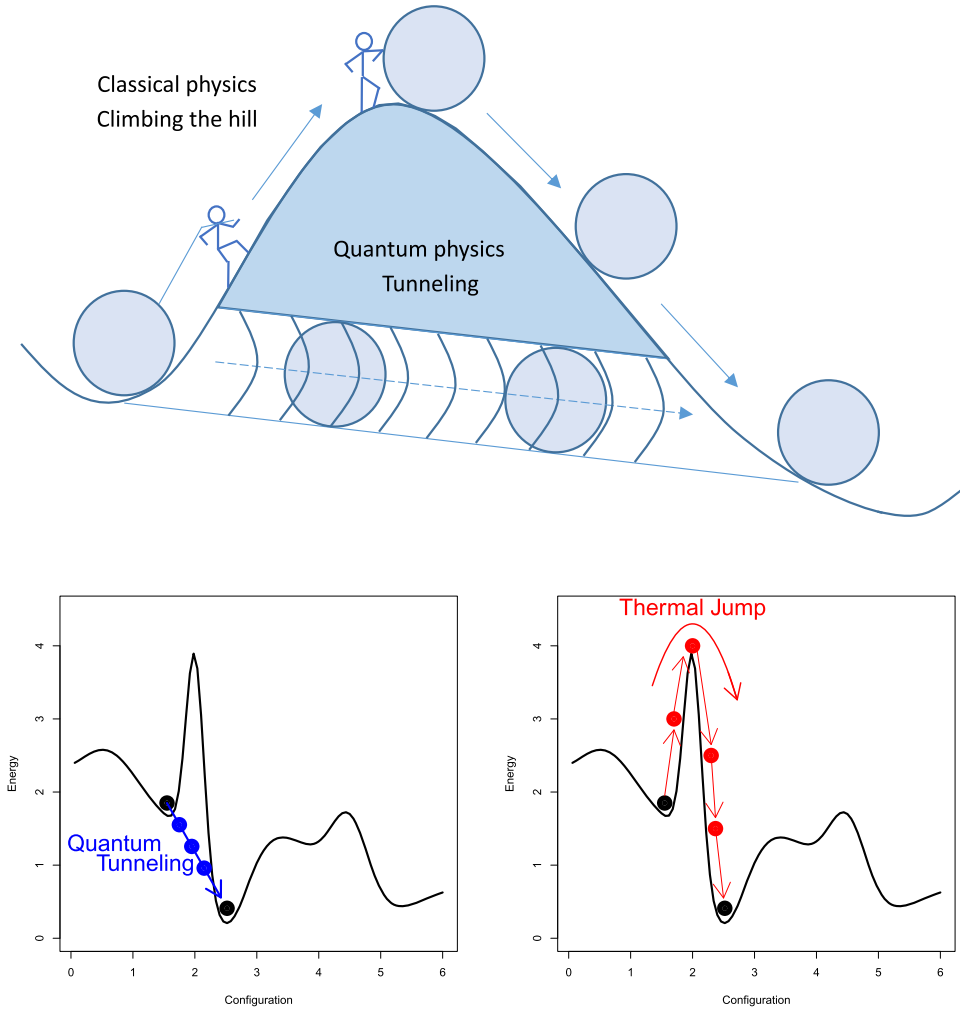 Classical physics
Climbing the hill
Quantum physics
Tunneling
Energy
4
3
2
1
0
Quantum
Tunneling
0 1 2 3 4 5 6
Configuration
Thermal Jump
Energy
4
3
2
1
0
0 1 2 3 4 5 6
Configuration